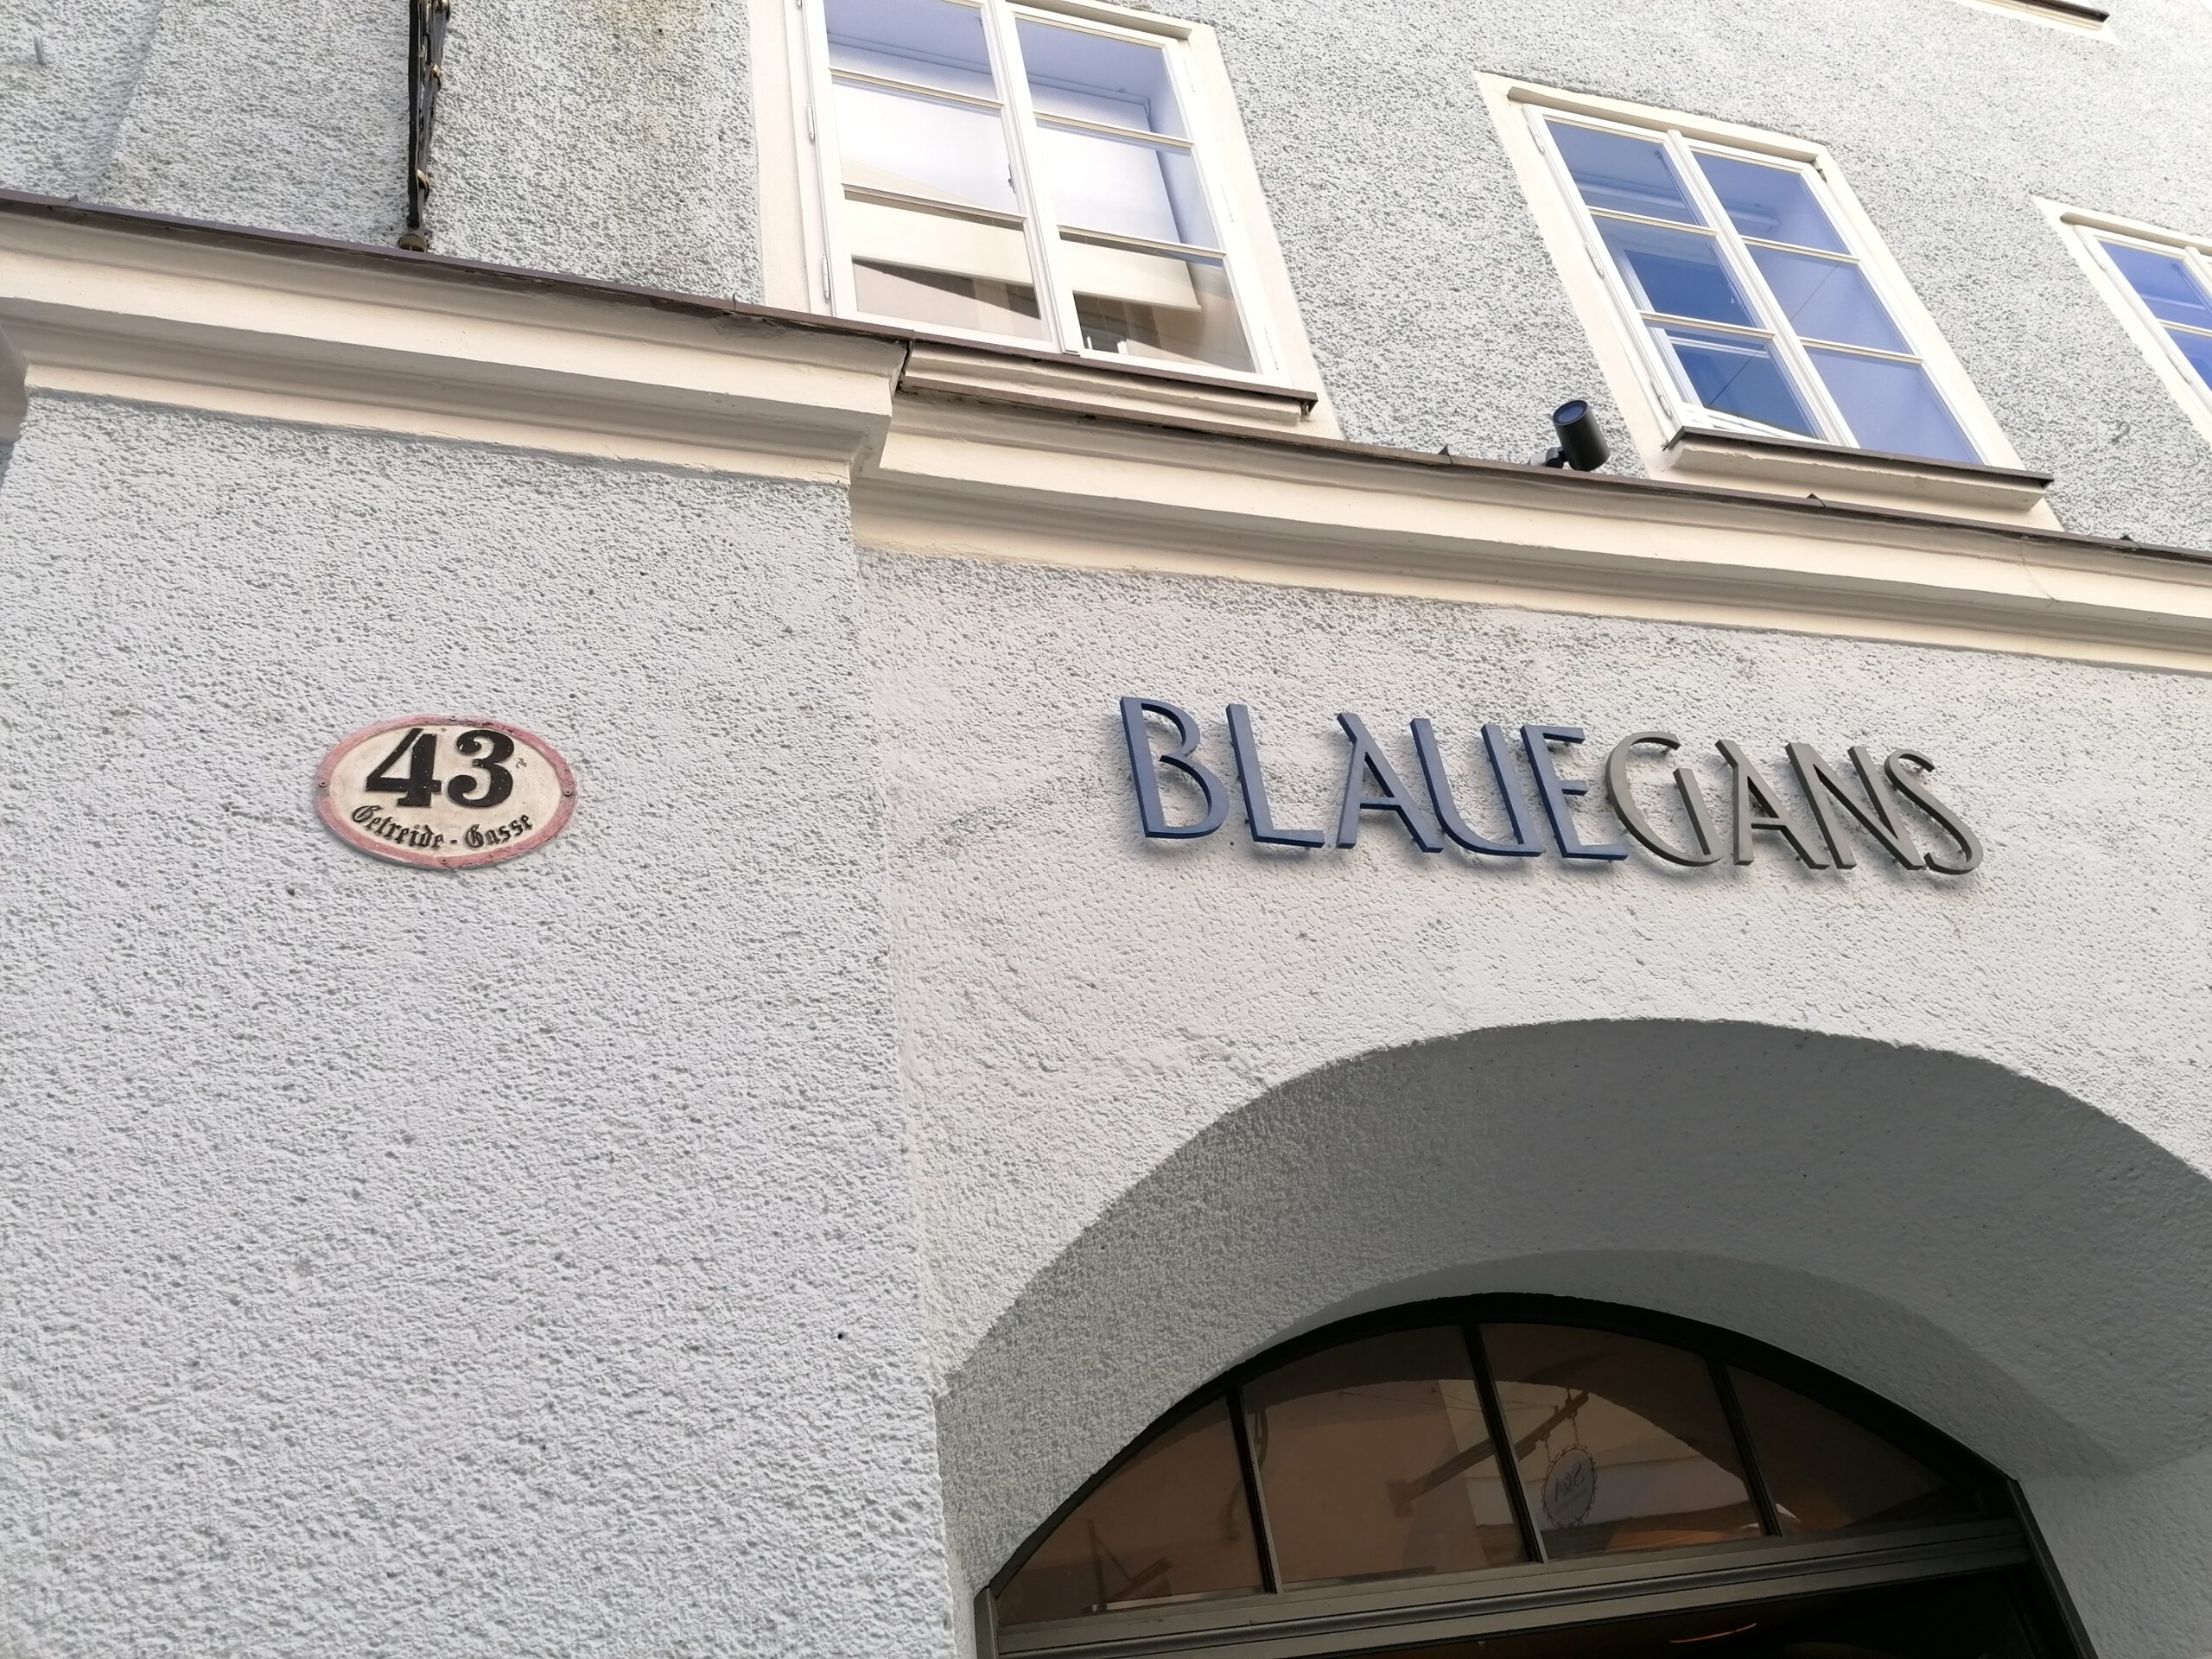 43
Getreide-Gasse
BLAUEGANS